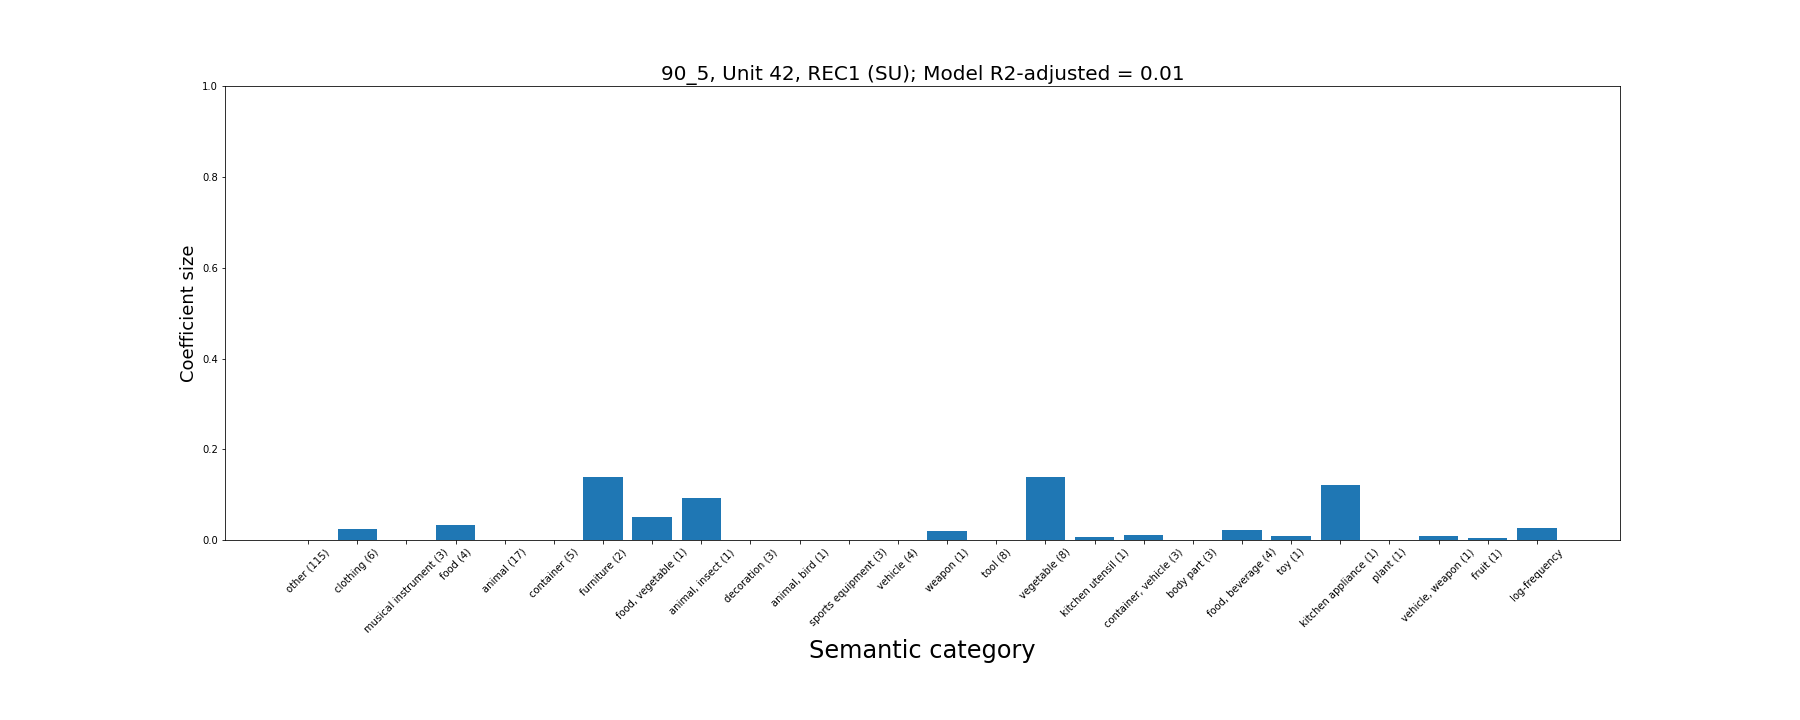 90_5, Unit 42, REC1 (SU); Model R2-adjusted = 0.01
Coefficient size
1.0
0.8
0.6
0.4
0.2
0.0
other (115)
clothing (6)
musical instrument (3)
food (4)
animal (17)
container (5)
furniture (2)
food, vegetable (1)
animal, insect (1)
decoration (3)
animal, bird (1)
sports equipment (3)
vehicle (4)
weapon (1)
tool (8)
vegetable (8)
kitchen utensil (1)
container, vehicle (3)
body part (3)
food, beverage (4)
toy (1)
kitchen appliance (1)
plant (1)
vehicle, weapon (1)
fruit (1)
log-frequency
Semantic category